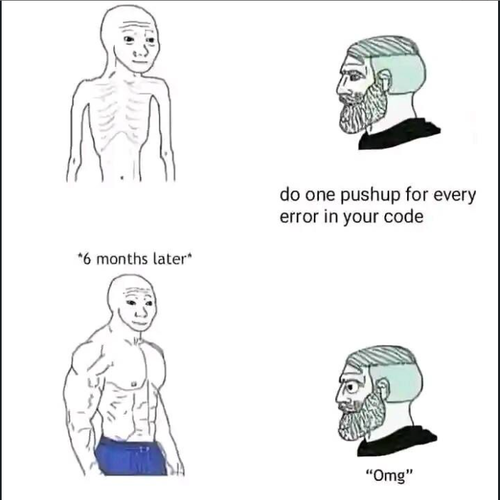 do one pushup for every
error in your code
*6 months later*
“Omg”